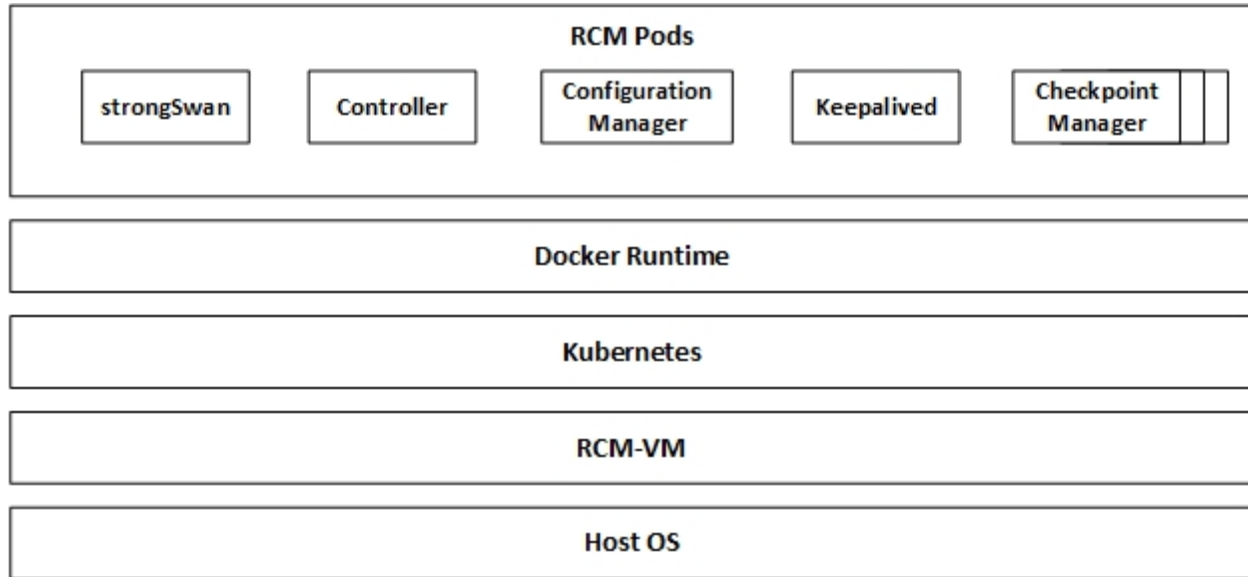 RCM Pods
strongSwan
Controller
Configuration
Manager
Keepalived
Checkpoint
Manager
Docker Runtime
Kubernetes
RCM-VM
Host OS